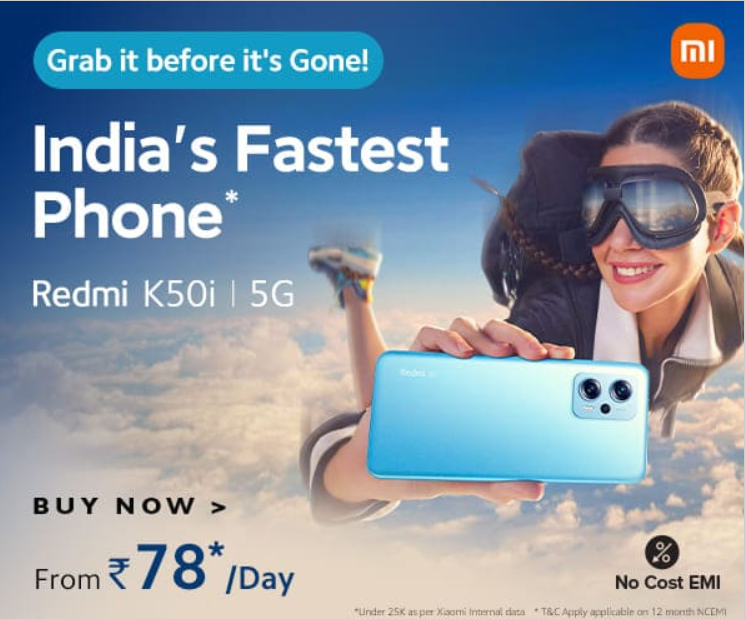 Grab it before it's Gone!
mi
India's Fastest
Phone*
Redmi K50i | 5G
Redmi
BUY NOW >
From ₹78*/Day
No Cost EMI
*Under 25K as per Xiaomi Internal data * T&C Apply applicable on 12 month NCEMI